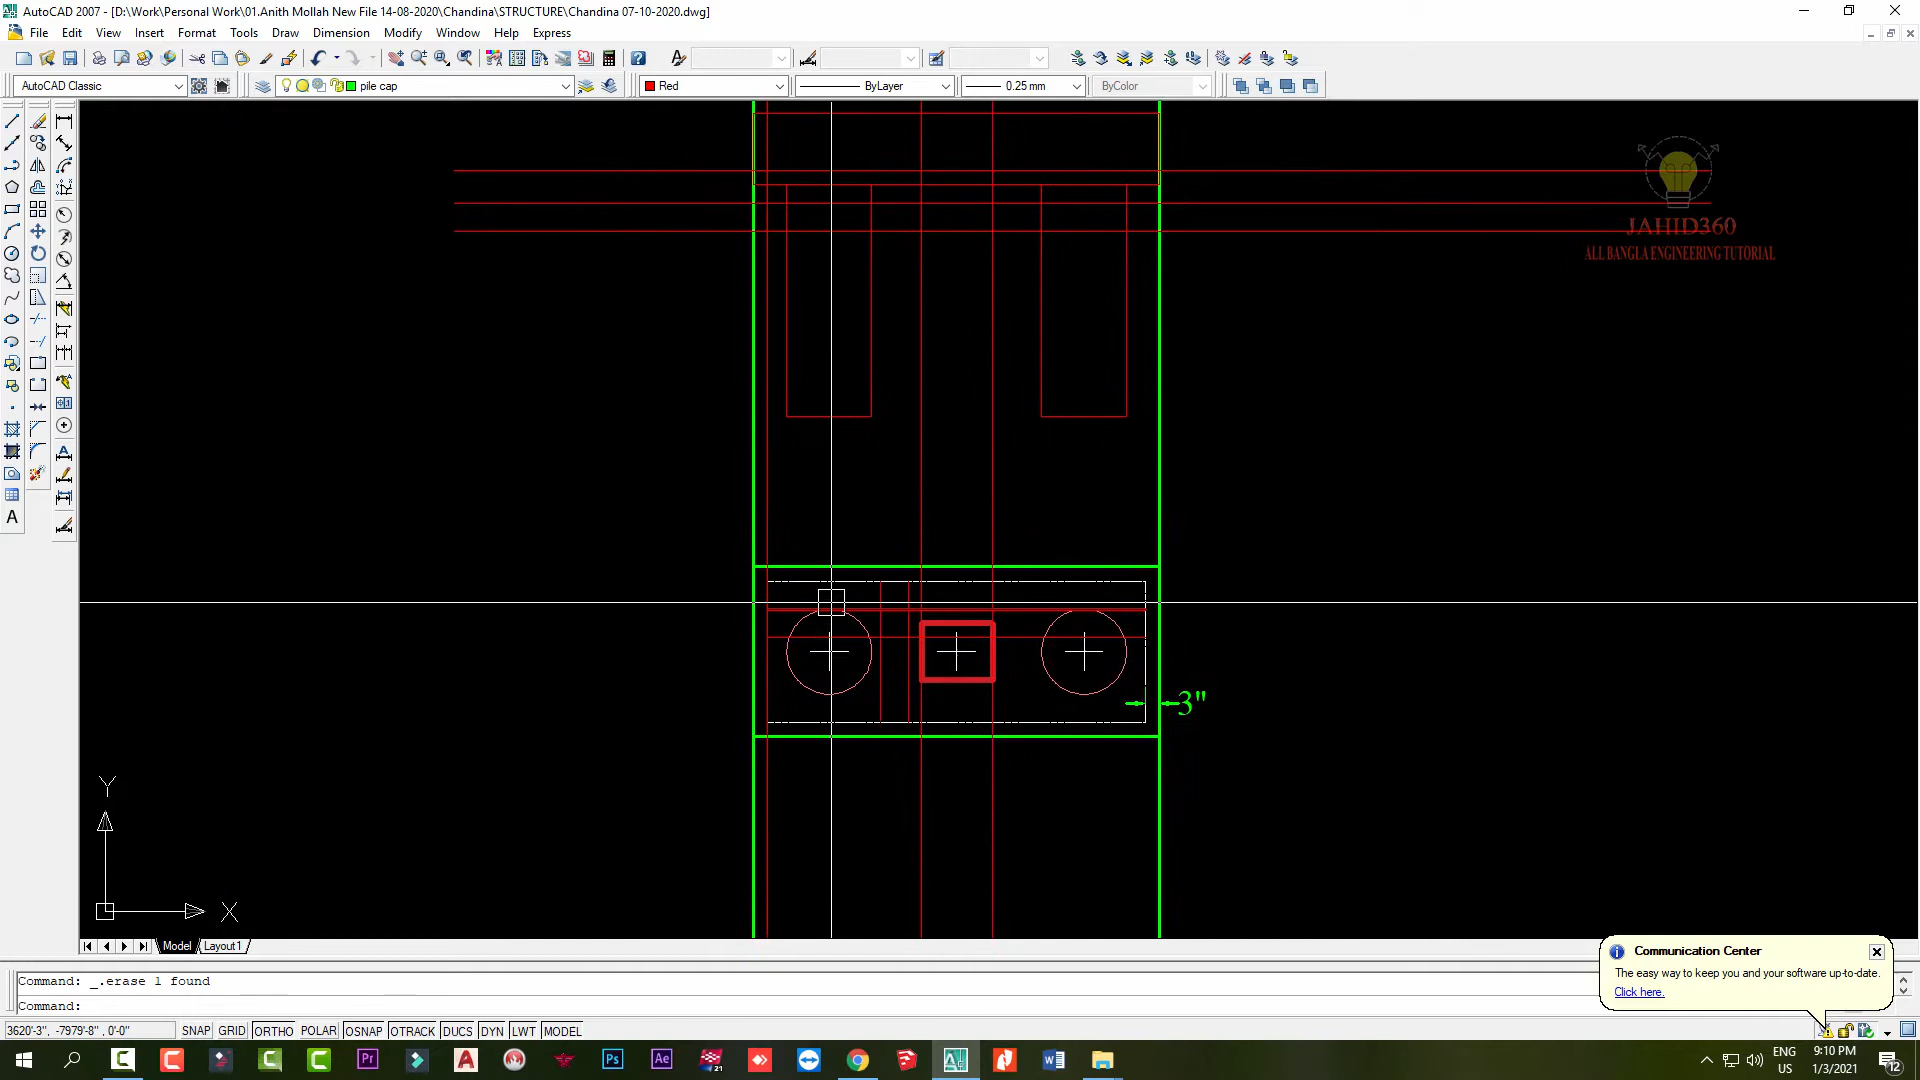 AutoCAD 2007 - [D:\Work\Personal Work\01.Anith Mollah New File 14-08-2020\Chandina\STRUCTURE\Chandina 07-10-2020.dwg]
File Edit View Insert Format Tools Draw Dimension Modify Window Help Express
AutoCAD Classic pile cap Red ByLayer 0.25 mm ByColor
JAHID360
ALL BANGLA ENGINEERING TUTORIAL
A
3"
Y
X
Model Layout1
Command: _.erase 1 found
Command:
Communication Center
The easy way to keep you and your software up-to-date.
Click here.
3620'-3", -7979'-8" , 0'-0" SNAP GRID ORTHO POLAR OSNAP OTRACK DUCS DYN LWT MODEL
Pr Ps Ae 21
ENG
US
9:10 PM
1/3/2021
12